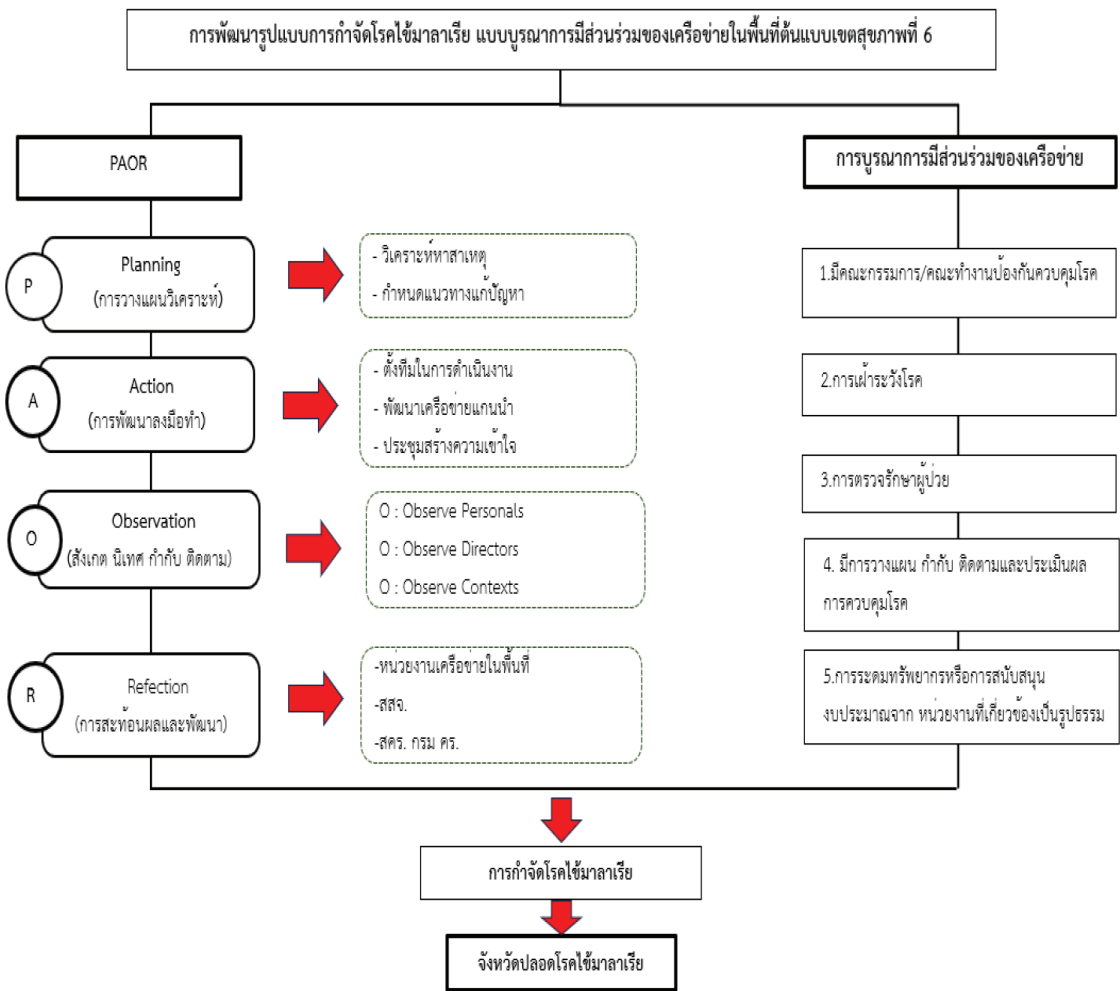 การพัฒนารูปแบบการกำจัดโรคไข้มาลาเรีย แบบบูรณาการมีส่วนร่วมของเครือข่ายในพื้นที่ต้นแบบเขตสุขภาพที่ 6
PAOR
P
Planning
(การวางแผนวิเคราะห์)
- วิเคราะห์หาสาเหตุ
- กำหนดแนวทางแก้ปัญหา
A
Action
(การพัฒนาลงมือทำ)
- ตั้งทีมในการดำเนินงาน
- พัฒนาเครือข่ายแกนนำ
- ประชุมสร้างความเข้าใจ
O
Observation
(สังเกต นิเทศ กำกับ ติดตาม)
O : Observe Personals
O : Observe Directors
O : Observe Contexts
R
Refection
(การสะท้อนผลและพัฒนา)
-หน่วยงานเครือข่ายในพื้นที่
-สสจ.
-สคร. กรม คร.
การบูรณาการมีส่วนร่วมของเครือข่าย
1.มีคณะกรรมการ/คณะทำงานป้องกันควบคุมโรค
2.การเฝ้าระวังโรค
3.การตรวจรักษาผู้ป่วย
4. มีการวางแผน กำกับ ติดตามและประเมินผล
การควบคุมโรค
5.การระดมทรัพยากรหรือการสนับสนุน
งบประมาณจาก หน่วยงานที่เกี่ยวข้องเป็นรูปธรรม
การกำจัดโรคไข้มาลาเรีย
จังหวัดปลอดโรคไข้มาลาเรีย